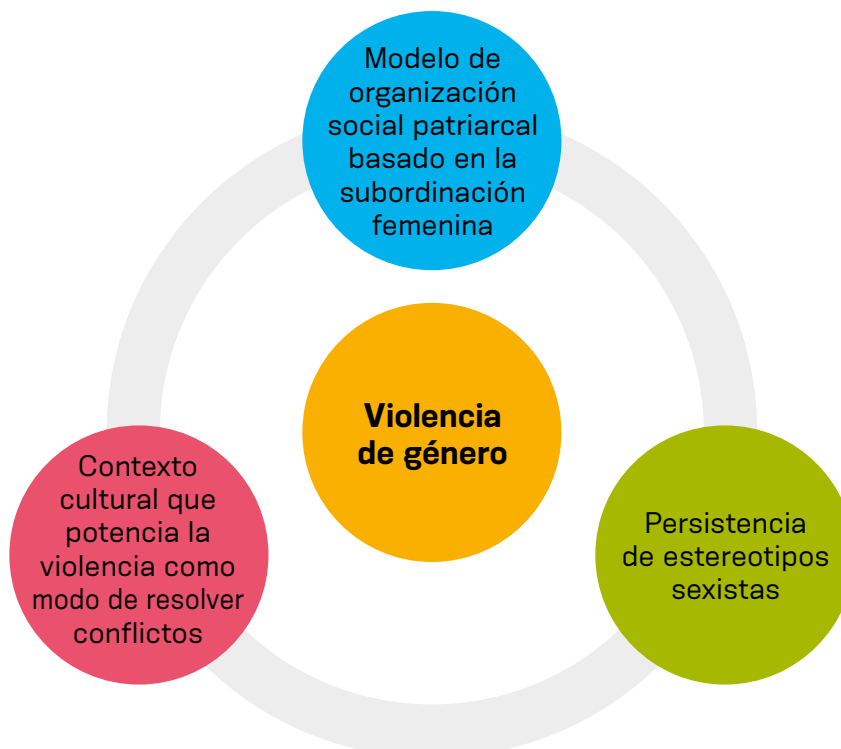 Modelo de
organización
social patriarcal
basado en la
subordinación
femenina
Violencia
de género
Contexto
cultural que
potencia la
violencia como
modo de resolver
conflictos
Persistencia
de estereotipos
sexistas